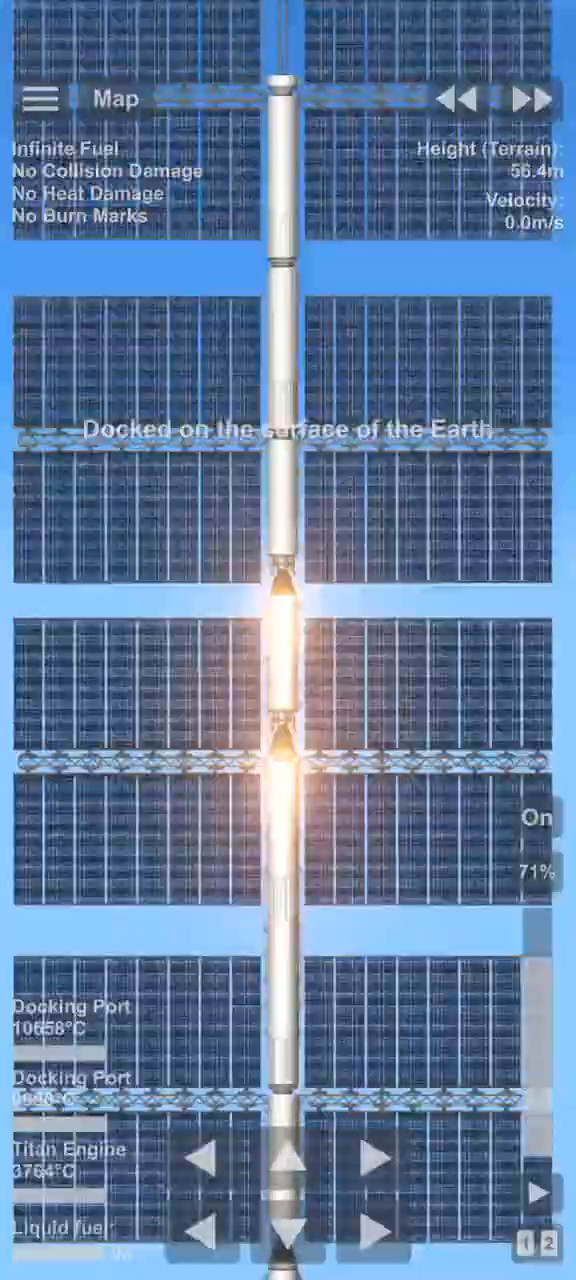 Map
Infinite Fuel
No Collision Damage
No Heat Damage
No Burn Marks
Height (Terrain):
56.4m
Velocity:
0.0m/s
Docked on the surface of the Earth
On
71%
Docking Port
10658°C
Docking Port
Titan Engine
3764°C
Liquid fuel
1 2